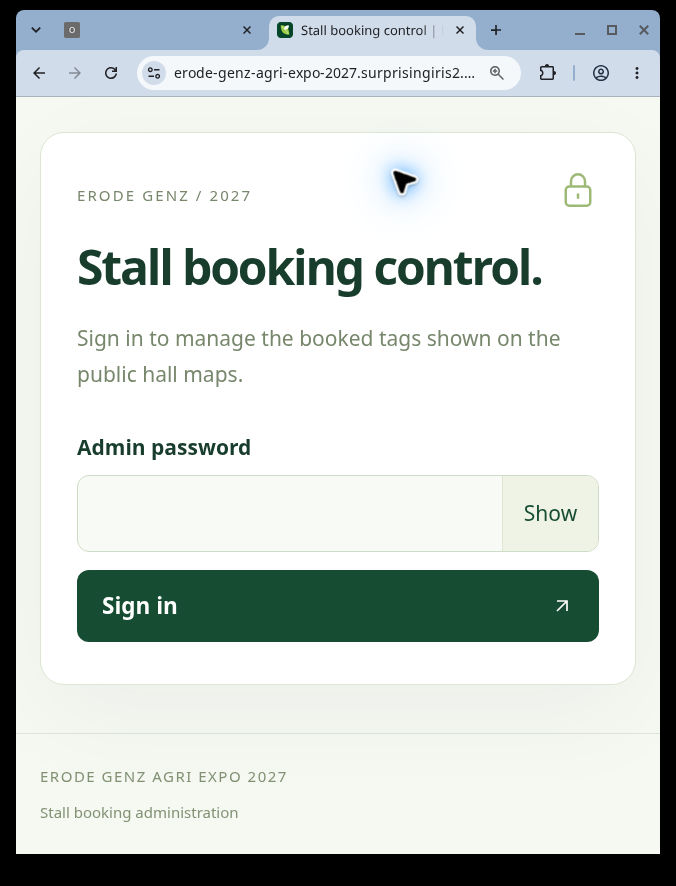 Stall booking control |
erode-genz-agri-expo-2027.surprisingiris2....
ERODE GENZ / 2027
Stall booking control.
Sign in to manage the booked tags shown on the
public hall maps.
Admin password
Show
Sign in
ERODE GENZ AGRI EXPO 2027
Stall booking administration